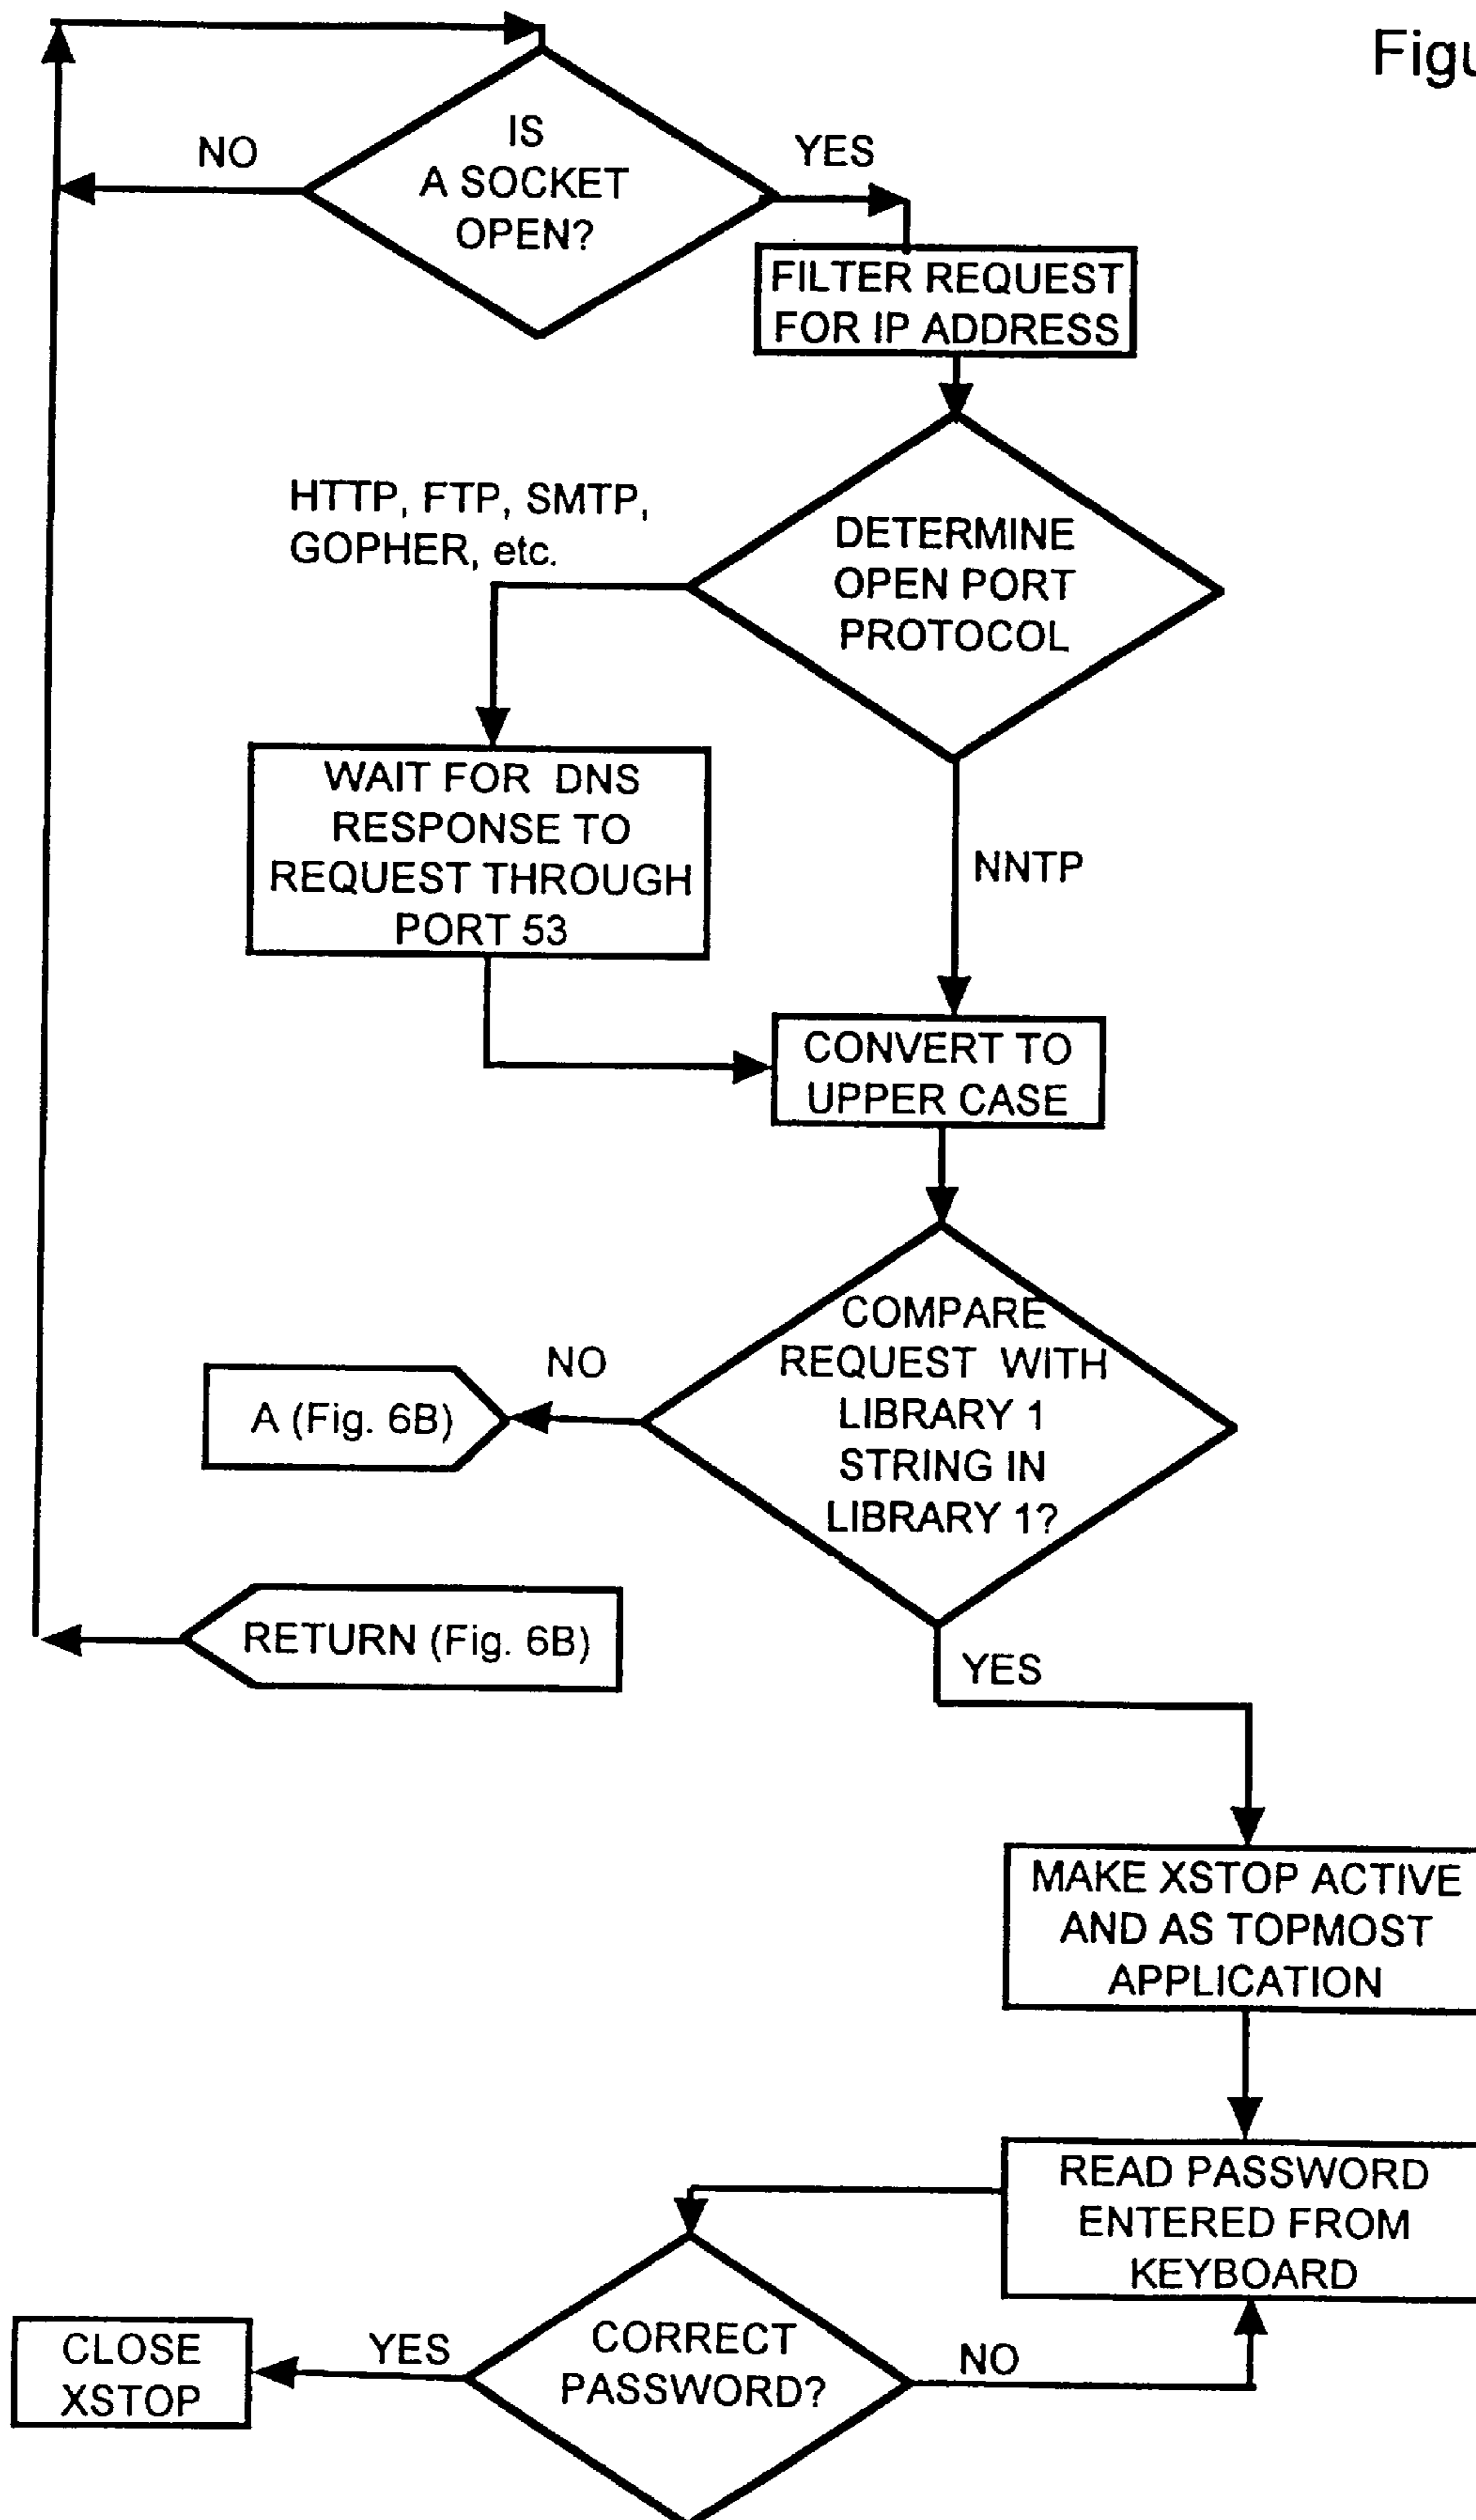 Figu
IS
A SOCKET
OPEN?
NO
YES
FILTER REQUEST
FOR IP ADDRESS
HTTP, FTP, SMTP,
GOPHER, etc.
DETERMINE
OPEN PORT
PROTOCOL
WAIT FOR DNS
RESPONSE TO
REQUEST THROUGH
PORT 53
NNTP
CONVERT TO
UPPER CASE
COMPARE
REQUEST WITH
LIBRARY 1
STRING IN
LIBRARY 1?
NO
A (Fig. 6B)
RETURN (Fig. 6B)
YES
MAKE XSTOP ACTIVE
AND AS TOPMOST
APPLICATION
READ PASSWORD
ENTERED FROM
KEYBOARD
CORRECT
PASSWORD?
YES
NO
CLOSE
XSTOP